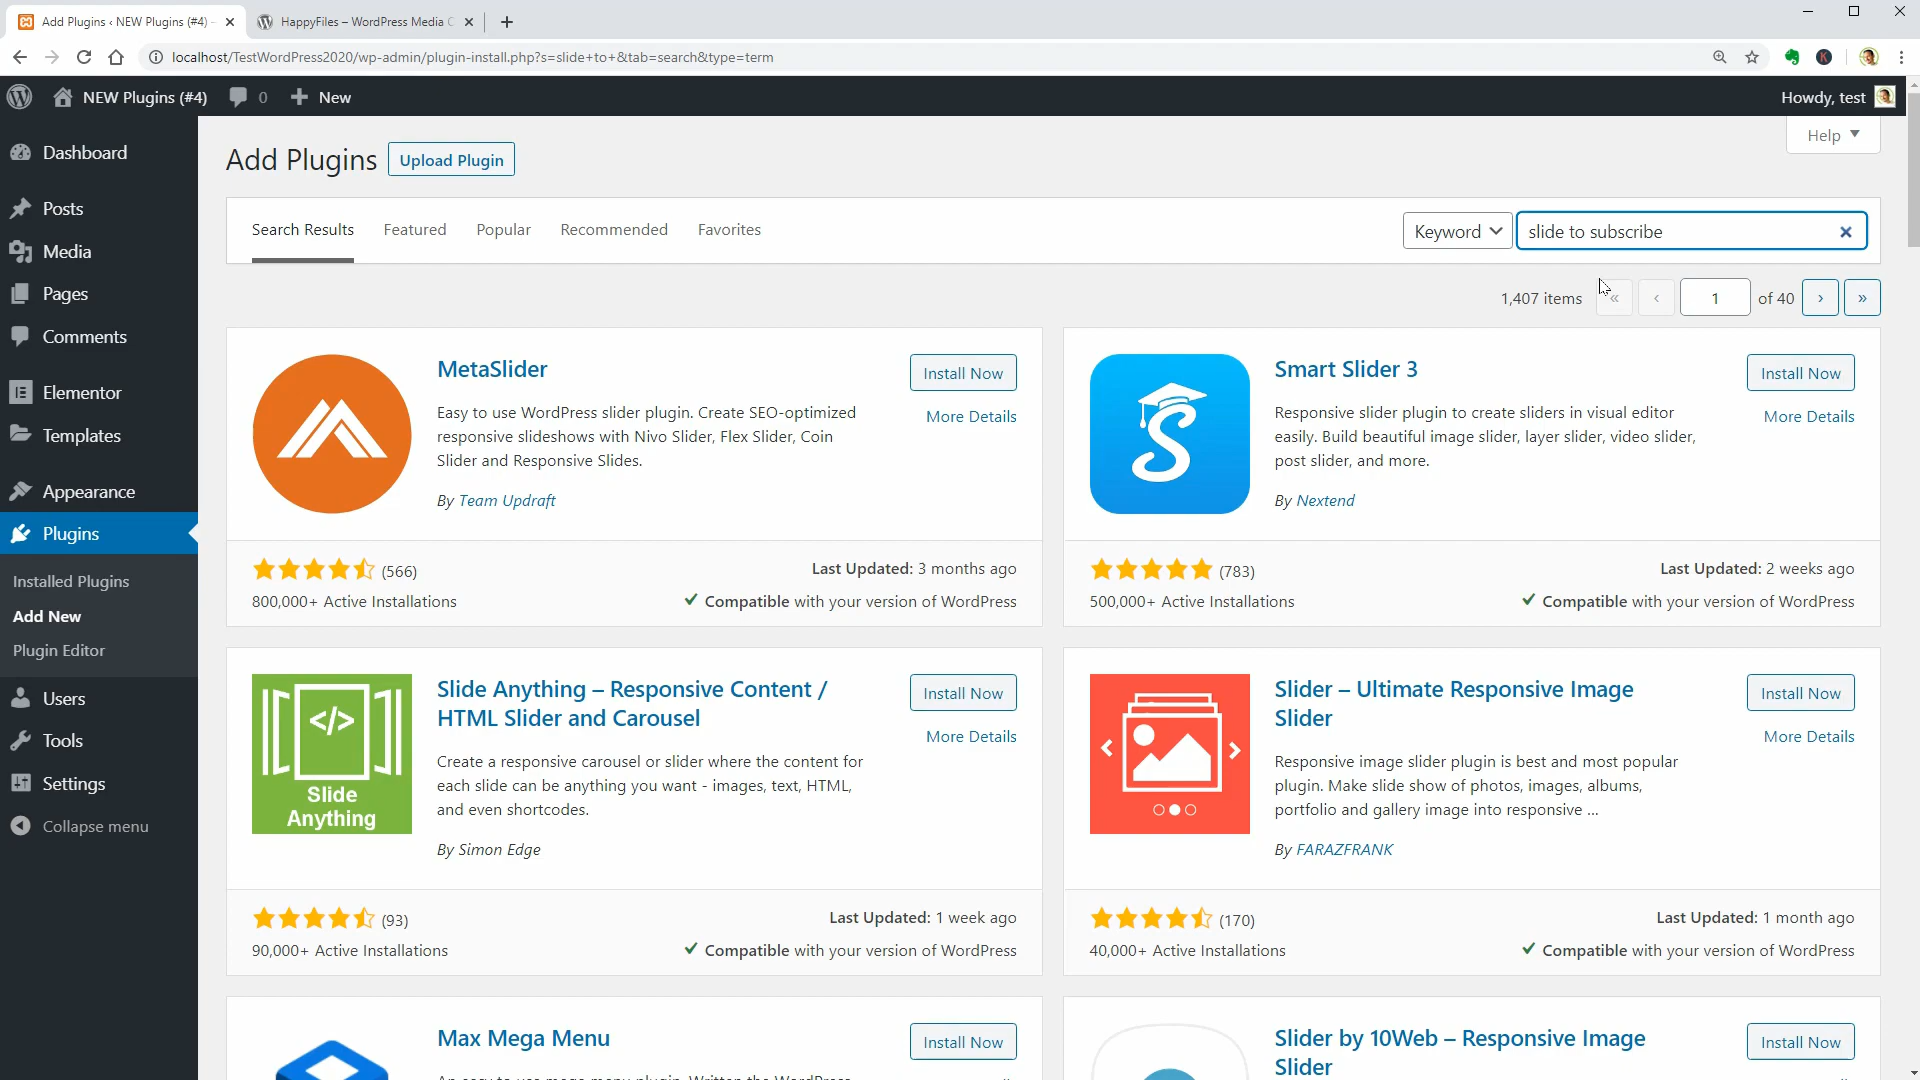 Add Plugins ‹ NEW Plugins (#4) -
HappyFiles – WordPress Media C
localhost/TestWordPress2020/wp-admin/plugin-install.php?s=slide+to+&tab=search&type=term
K
NEW Plugins (#4)
0
New
Howdy, test
Help
Dashboard
Posts
Media
Pages
Comments
Elementor
Templates
Appearance
Plugins
Installed Plugins
Add New
Plugin Editor
Users
Tools
Settings
Collapse menu
Add Plugins
Upload Plugin
Search Results
Featured
Popular
Recommended
Favorites
Keyword
slide to subscribe
1,407 items
«
‹
1
of 40
›
»
MetaSlider
Install Now
More Details
Easy to use WordPress slider plugin. Create SEO-optimized
responsive slideshows with Nivo Slider, Flex Slider, Coin
Slider and Responsive Slides.
By Team Updraft
(566)
800,000+ Active Installations
Last Updated: 3 months ago
Compatible with your version of WordPress
S
Smart Slider 3
Install Now
More Details
Responsive slider plugin to create sliders in visual editor
easily. Build beautiful image slider, layer slider, video slider,
post slider, and more.
By Nextend
(783)
500,000+ Active Installations
Last Updated: 2 weeks ago
Compatible with your version of WordPress
</>
Slide
Anything
Slide Anything – Responsive Content /
HTML Slider and Carousel
Install Now
More Details
Create a responsive carousel or slider where the content for
each slide can be anything you want - images, text, HTML,
and even shortcodes.
By Simon Edge
(93)
90,000+ Active Installations
Last Updated: 1 week ago
Compatible with your version of WordPress
Slider – Ultimate Responsive Image
Slider
Install Now
More Details
Responsive image slider plugin is best and most popular
plugin. Make slide show of photos, images, albums,
portfolio and gallery image into responsive ...
By FARAZFRANK
(170)
40,000+ Active Installations
Last Updated: 1 month ago
Compatible with your version of WordPress
Max Mega Menu
Install Now
Slider by 10Web – Responsive Image
Slider
Install Now